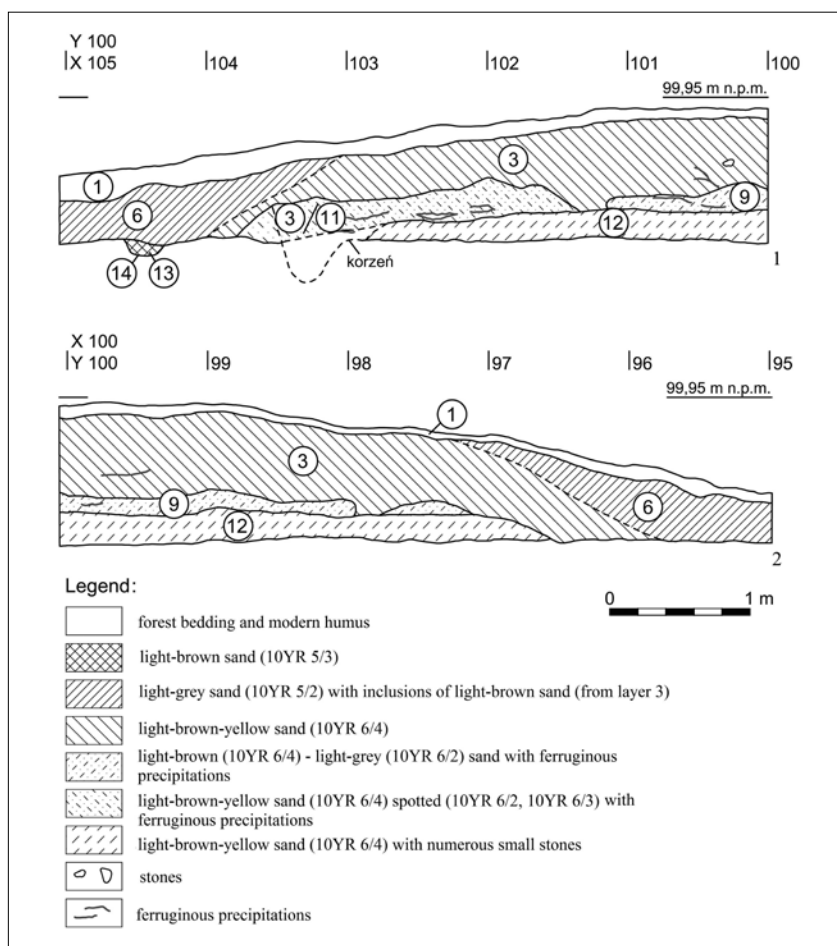 Y 100
X 105 104 103 102 101 100
99,95 m n.p.m.
1
3
6
3
11
9
12
korzeń
14
13
1
X 100
Y 100 99 98 97 96 95
99,95 m n.p.m.
1
3
6
9
12
2
Legend:
0 1 m
forest bedding and modern humus
light-brown sand (10YR 5/3)
light-grey sand (10YR 5/2) with inclusions of light-brown sand (from layer 3)
light-brown-yellow sand (10YR 6/4)
light-brown (10YR 6/4) - light-grey (10YR 6/2) sand with ferruginous
precipitations
light-brown-yellow sand (10YR 6/4) spotted (10YR 6/2, 10YR 6/3) with
ferruginous precipitations
light-brown-yellow sand (10YR 6/4) with numerous small stones
stones
ferruginous precipitations